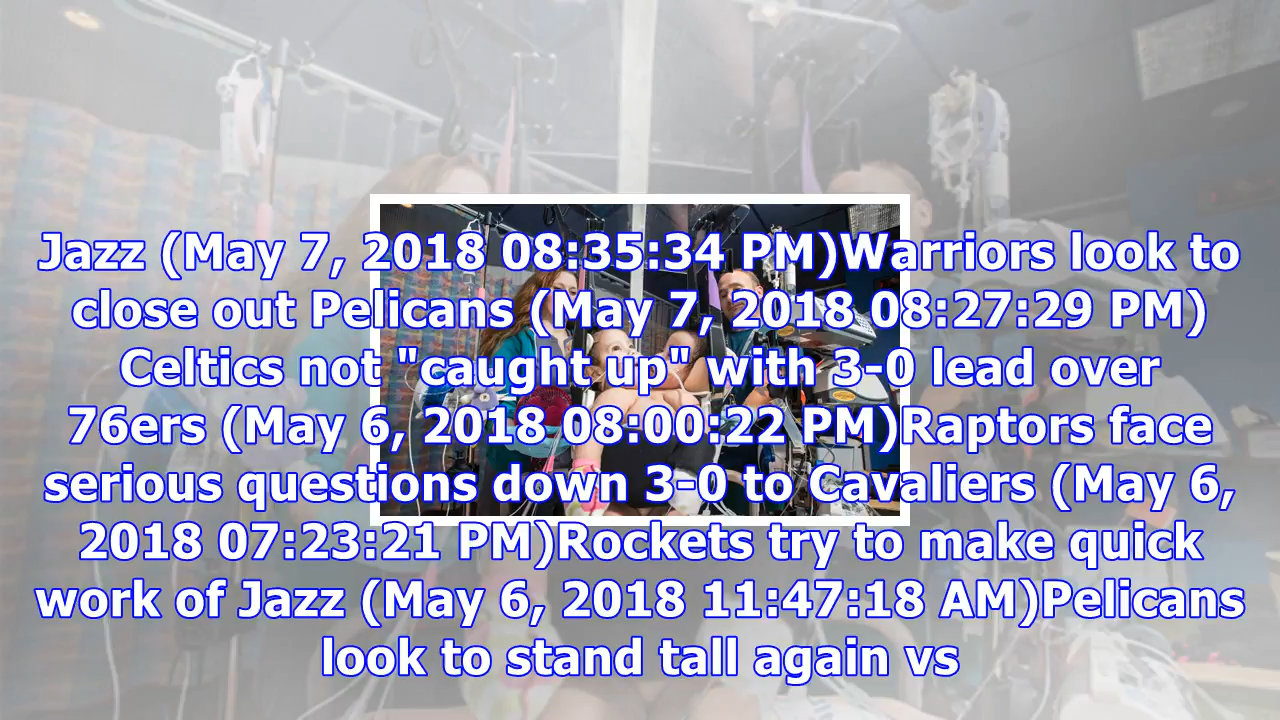 Jazz (May 7, 2018 08:35:34 PM)Warriors look to
close out Pelicans (May 7, 2018 08:27:29 PM)
Celtics not "caught up" with 3-0 lead over
76ers (May 6, 2018 08:00:22 PM)Raptors face
serious questions down 3-0 to Cavaliers (May 6,
2018 07:23:21 PM)Rockets try to make quick
work of Jazz (May 6, 2018 11:47:18 AM)Pelicans
look to stand tall again vs